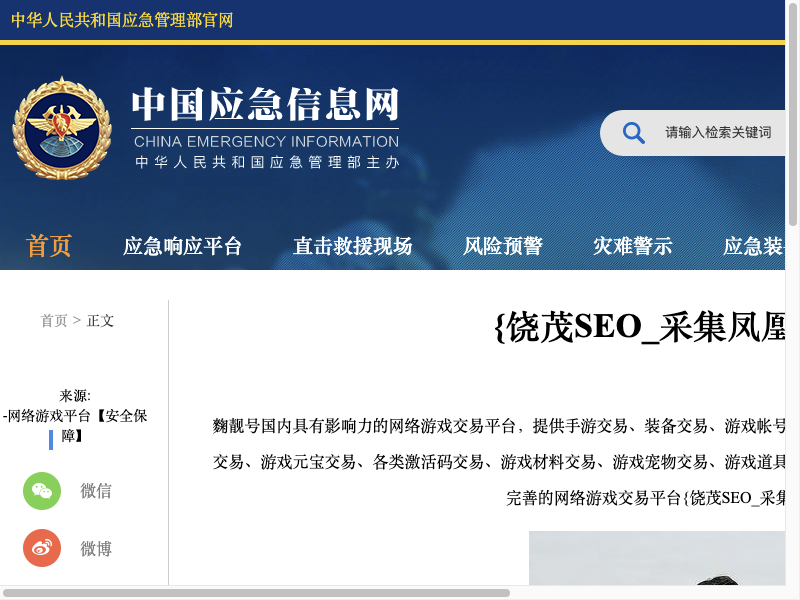 中华人民共和国应急管理部官网
中国应急信息网
CHINA EMERGENCY INFORMATION
中华人民共和国应急管理部主办
请输入检索关键词
首页 应急响应平台 直击救援现场 风险预警 灾难警示 应急装
首页 > 正文
{饶茂SEO_采集凤凰
来源:
-网络游戏平台【安全保
障】
微信
微博
靓号国内具有影响力的网络游戏交易平台，提供手游交易、装备交易、游戏帐号
交易、游戏元宝交易、各类激活码交易、游戏材料交易、游戏宠物交易、游戏道具
完善的网络游戏交易平台{饶茂SEO_采集